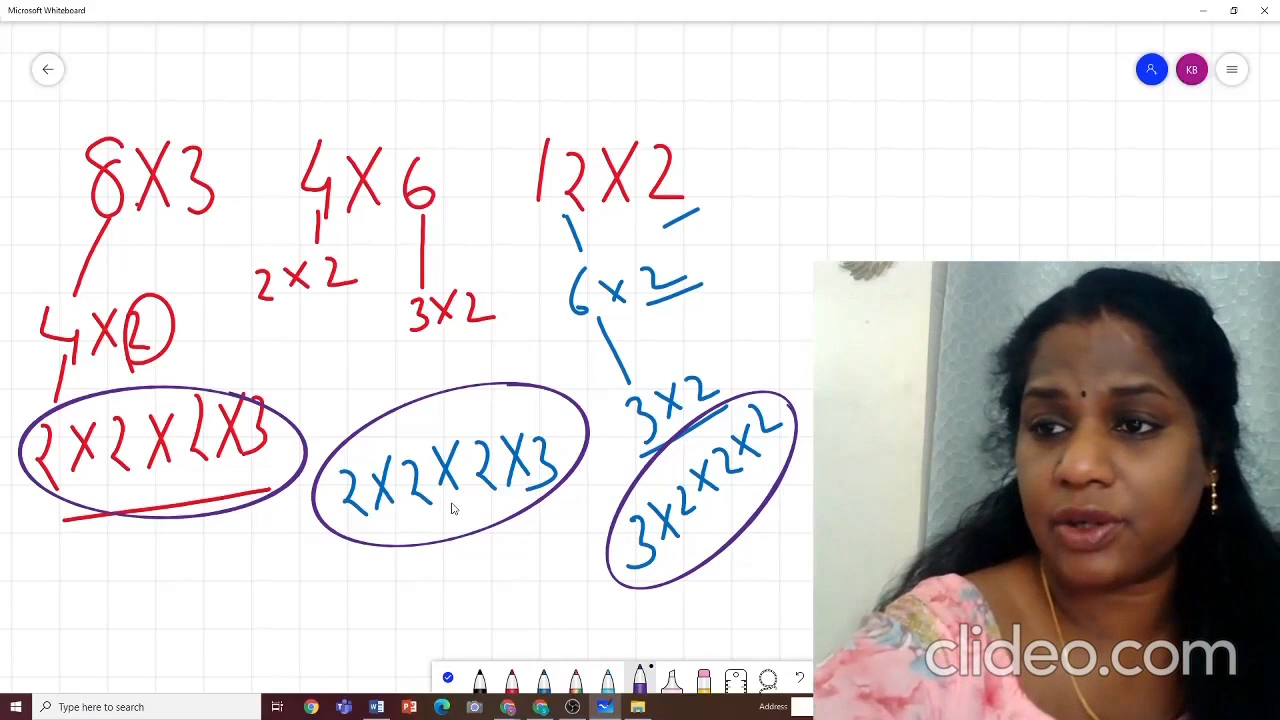 Microsoft Whiteboard
KB
8X3 4X6 12X2
2X2 6X2
4X2 3X2
3X2
2X2X2X3 2X2X2X3 3X2X2X2
clideo.com
Type here to search
Address